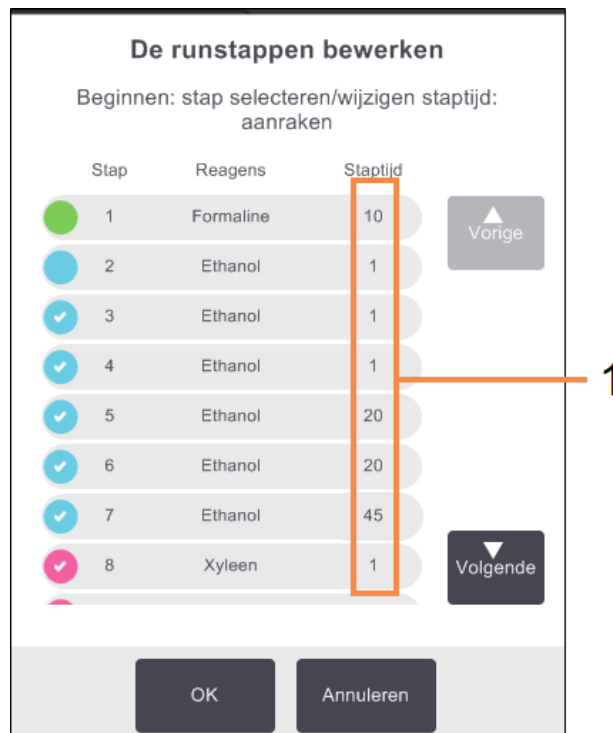 De runstappen bewerken
Beginnen: stap selecteren/wijzigen staptijd:
aanraken
Stap Reagens Staptijd
1 Formaline 10
Vorige
2 Ethanol 1
3 Ethanol 1
4 Ethanol 1
1
5 Ethanol 20
6 Ethanol 20
7 Ethanol 45
8 Xyleen 1
Volgende
OK Annuleren